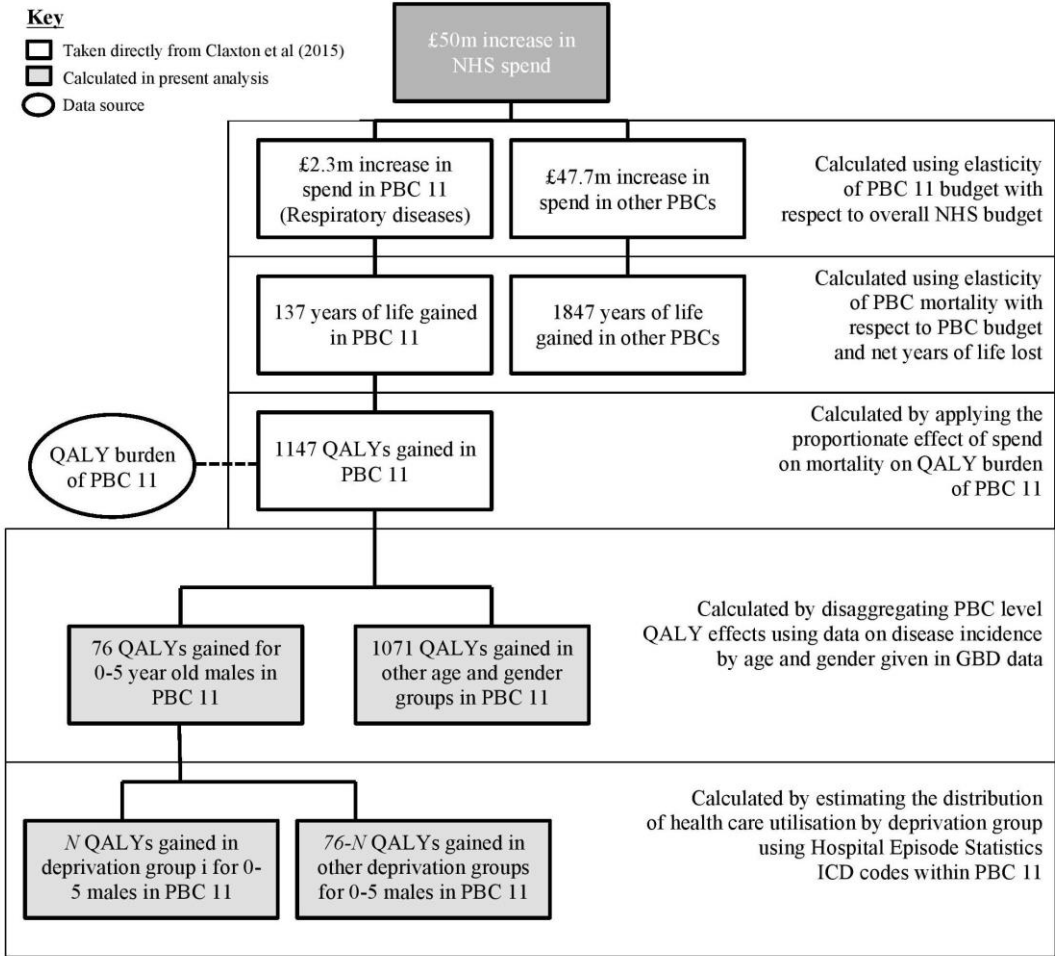 Key
Taken directly from Claxton et al (2015)
Calculated in present analysis
Data source
£50m increase in
NHS spend
£2.3m increase in
spend in PBC 11
(Respiratory diseases)
£47.7m increase in
spend in other PBCs
Calculated using elasticity
of PBC 11 budget with
respect to overall NHS
budget
137 years of life gained
in PBC 11
1847 years of life
gained in other PBCs
Calculated using elasticity
of PBC mortality with
respect to PBC budget
and net years of life lost
QALY burden
of PBC 11
1147 QALYs gained in
PBC 11
Calculated by applying the
proportionate effect of spend
on mortality on QALY burden
of PBC 11
76 QALYs gained for
0-5 year old males in
PBC 11
1071 QALYs gained in
other age and gender
groups in PBC 11
Calculated by disaggregating PBC level
QALY effects using data on disease incidence
by age and gender given in GBD data
N QALYs gained in
deprivation group i for 0-
5 males in PBC 11
76-N QALYs gained in
other deprivation groups
for 0-5 males in PBC 11
Calculated by estimating the distribution
of health care utilisation by deprivation group
using Hospital Episode Statistics
ICD codes within PBC 11